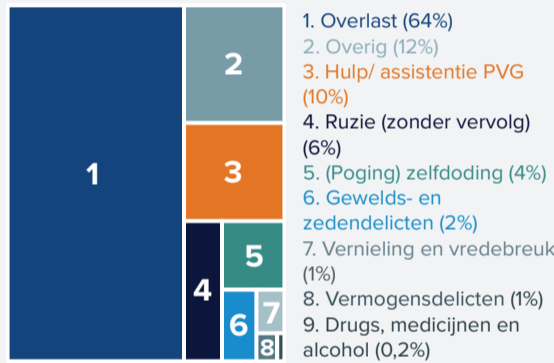 1
2
3
4
5
6
7
8
1. Overlast (64%)
2. Overig (12%)
3. Hulp/ assistentie PVG
(10%)
4. Ruzie (zonder vervolg)
(6%)
5. (Poging) zelfdoding (4%)
6. Gewelds- en
zedendelicten (2%)
7. Vernieling en vredebreuk
(1%)
8. Vermogensdelicten (1%)
9. Drugs, medicijnen en
alcohol (0,2%)